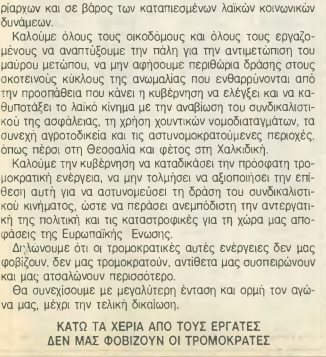 ρίαρχων και σε βάρος των καταπιεσμένων λαϊκών κοινωνικών
δυνάμεων.
Καλούμε όλους τους οικοδόμους και όλους τους εργαζο-
μένους να αναπτύξουμε την πάλη για την αντιμετώπιση του
μαύρου μετώπου, να μην αφήσουμε περιθώρια δράσης στους
σκοτεινούς κύκλους της ανωμαλίας που ενθαρρύνονται από
την προσπάθεια που κάνει η κυβέρνηση να ελέγξει και να κα-
θυποτάξει το λαϊκό κίνημα με την αναβίωση του συνδικαλιστι-
κού της ασφάλειας, τη χρήση χουντικών νομοδιαταγμάτων, τα
συνεχή αγροτοδικεία και τις αστυνομοκρατούμενες περιοχές,
όπως πέρσι στη Θεσσαλία και φέτος στη Χαλκιδική.
Καλούμε την κυβέρνηση να καταδικάσει την πρόσφατη τρο-
μοκρατική ενέργεια, να μην τολμήσει να αξιοποιήσει την επί-
θεση αυτή για να αστυνομεύσει τη δράση του συνδικαλιστι-
κού κινήματος, ώστε να περάσει ανεμπόδιστη την αντεργατι-
κή της πολιτική και τις καταστροφικές για τη χώρα μας απο-
φάσεις της Ευρωπαϊκής Ενωσης.
Δηλώνουμε ότι οι τρομοκρατικές αυτές ενέργειες δεν μας
φοβίζουν, δεν μας τρομοκρατούν, αντίθετα μας συσπειρώνουν
και μας ατσαλώνουν περισσότερο.
Θα συνεχίσουμε με μεγαλύτερη ένταση και ορμή τον αγώ-
να μας, μέχρι την τελική δικαίωση.
ΚΑΤΩ ΤΑ ΧΕΡΙΑ ΑΠΟ ΤΟΥΣ ΕΡΓΑΤΕΣ
ΔΕΝ ΜΑΣ ΦΟΒΙΖΟΥΝ ΟΙ ΤΡΟΜΟΚΡΑΤΕΣ